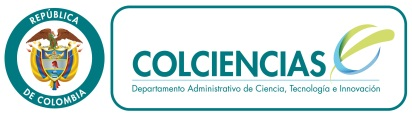 REPÚBLICA
DE COLOMBIA
COLCIENCIAS
Departamento Administrativo de Ciencia, Tecnología e Innovación